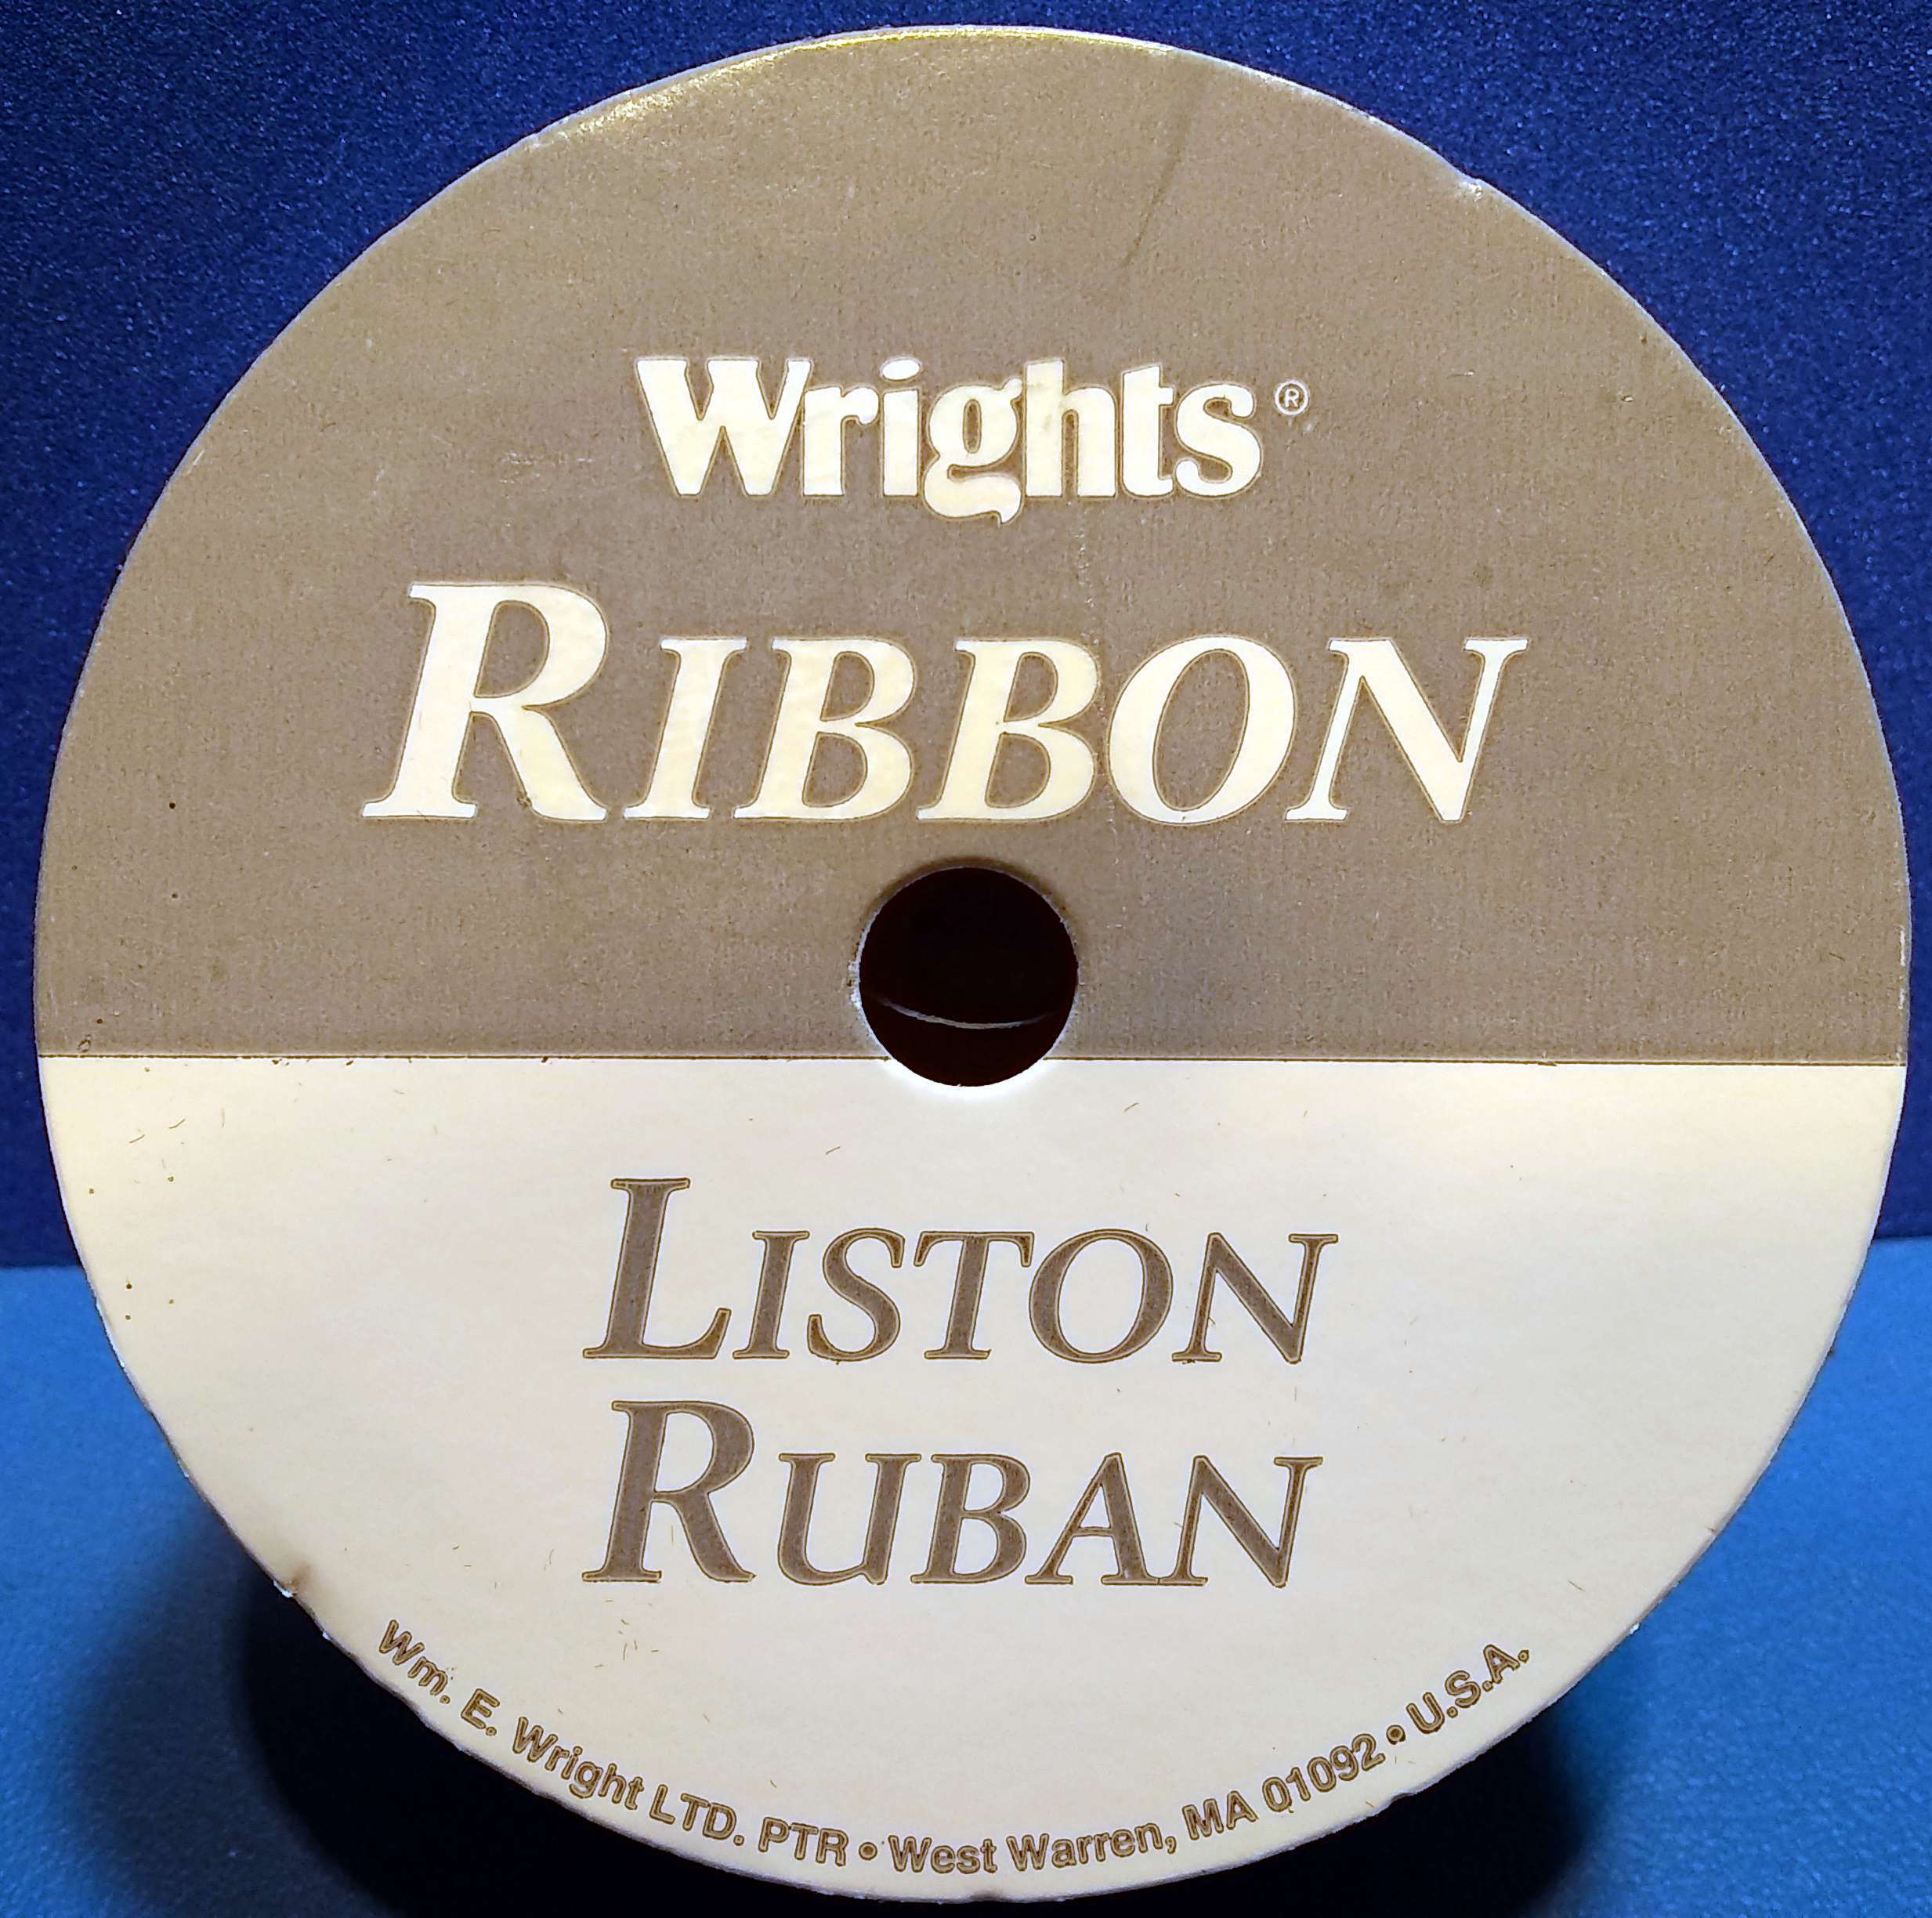 Wrights®
RIBBON
LISTON
RUBAN
Wm. E. Wright LTD. PTR • West Warren, MA 01092 • U.S.A.